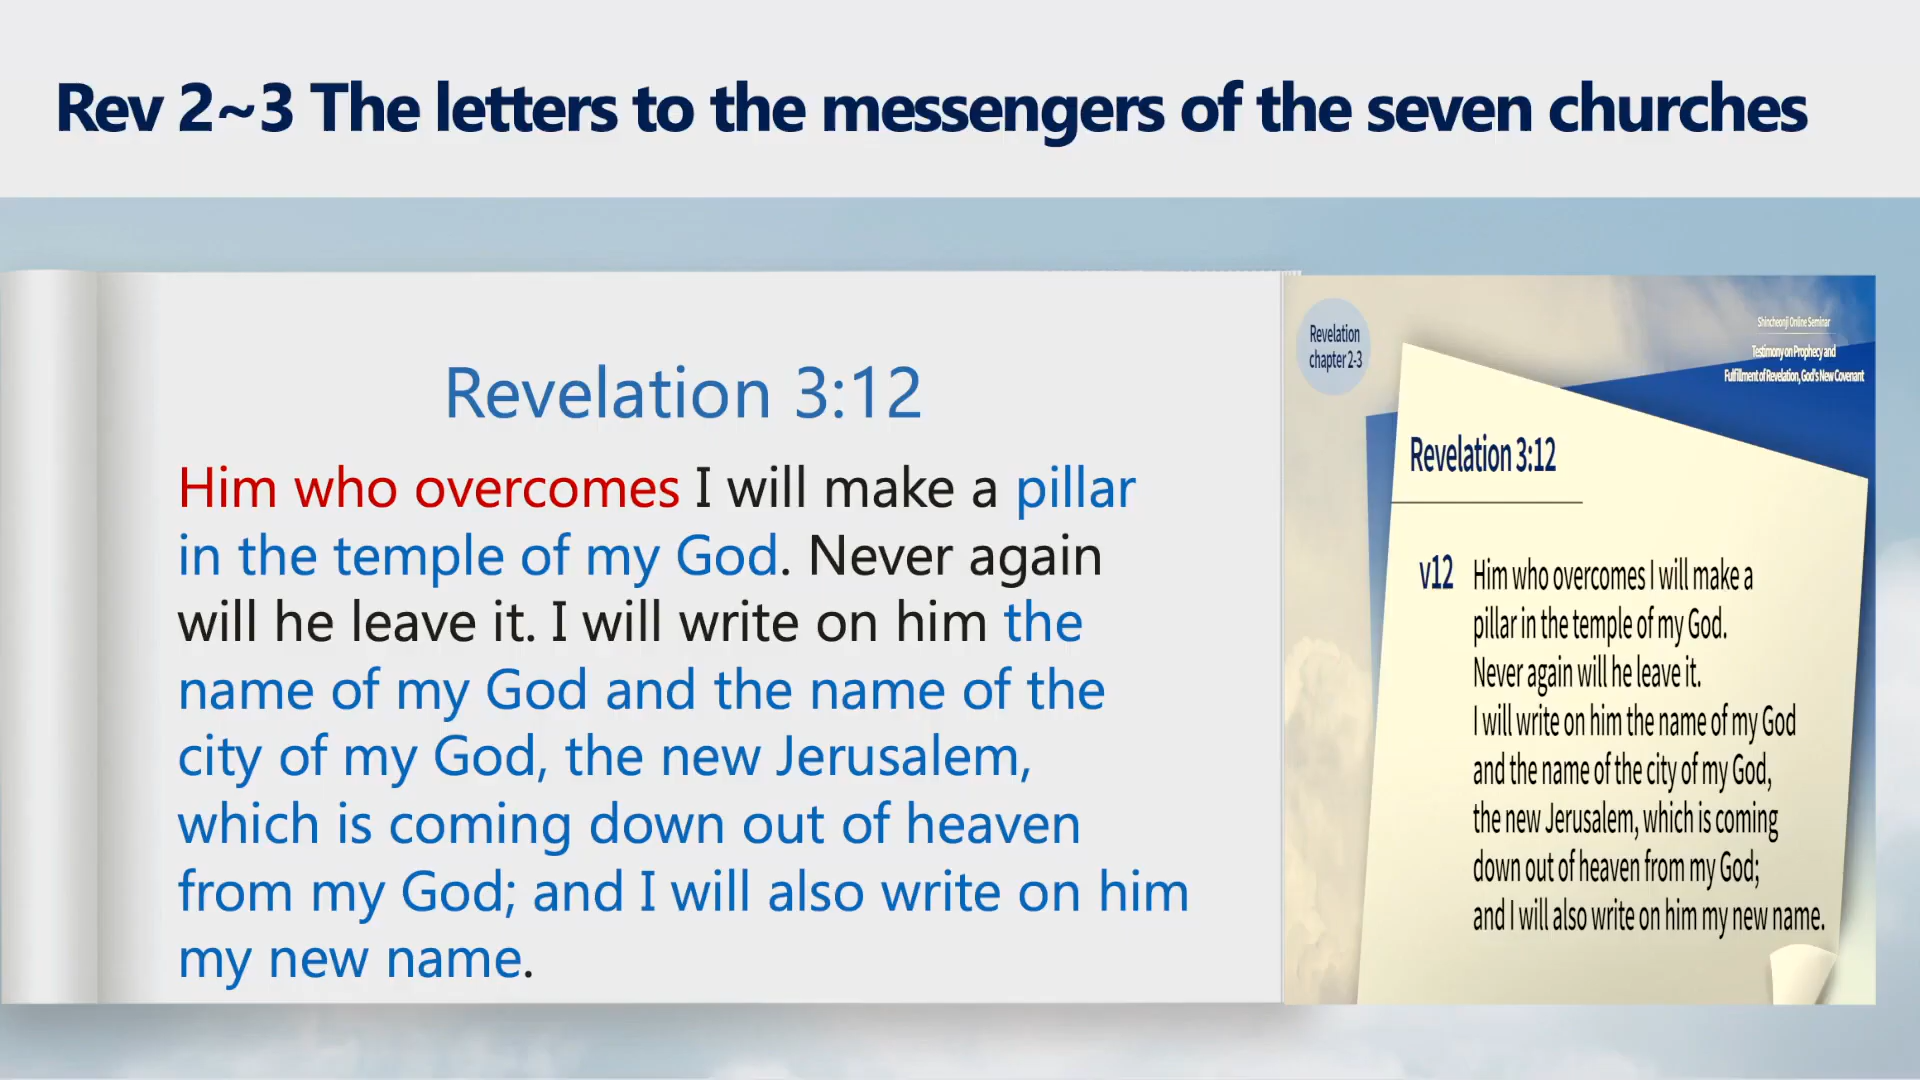 Rev 2~3 The letters to the messengers of the seven churches
Revelation 3:12
Him who overcomes I will make a pillar
in the temple of my God. Never again
will he leave it. I will write on him the
name of my God and the name of the
city of my God, the new Jerusalem,
which is coming down out of heaven
from my God; and I will also write on him
my new name.
Revelation
chapter 2-3
Shincheonji Online Seminar
Testimony on Prophecy and
Fulfillment of Revelation, God's New Covenant
Revelation 3:12
v12 Him who overcomes I will make a
pillar in the temple of my God.
Never again will he leave it.
I will write on him the name of my God
and the name of the city of my God,
the new Jerusalem, which is coming
down out of heaven from my God;
and I will also write on him my new name.